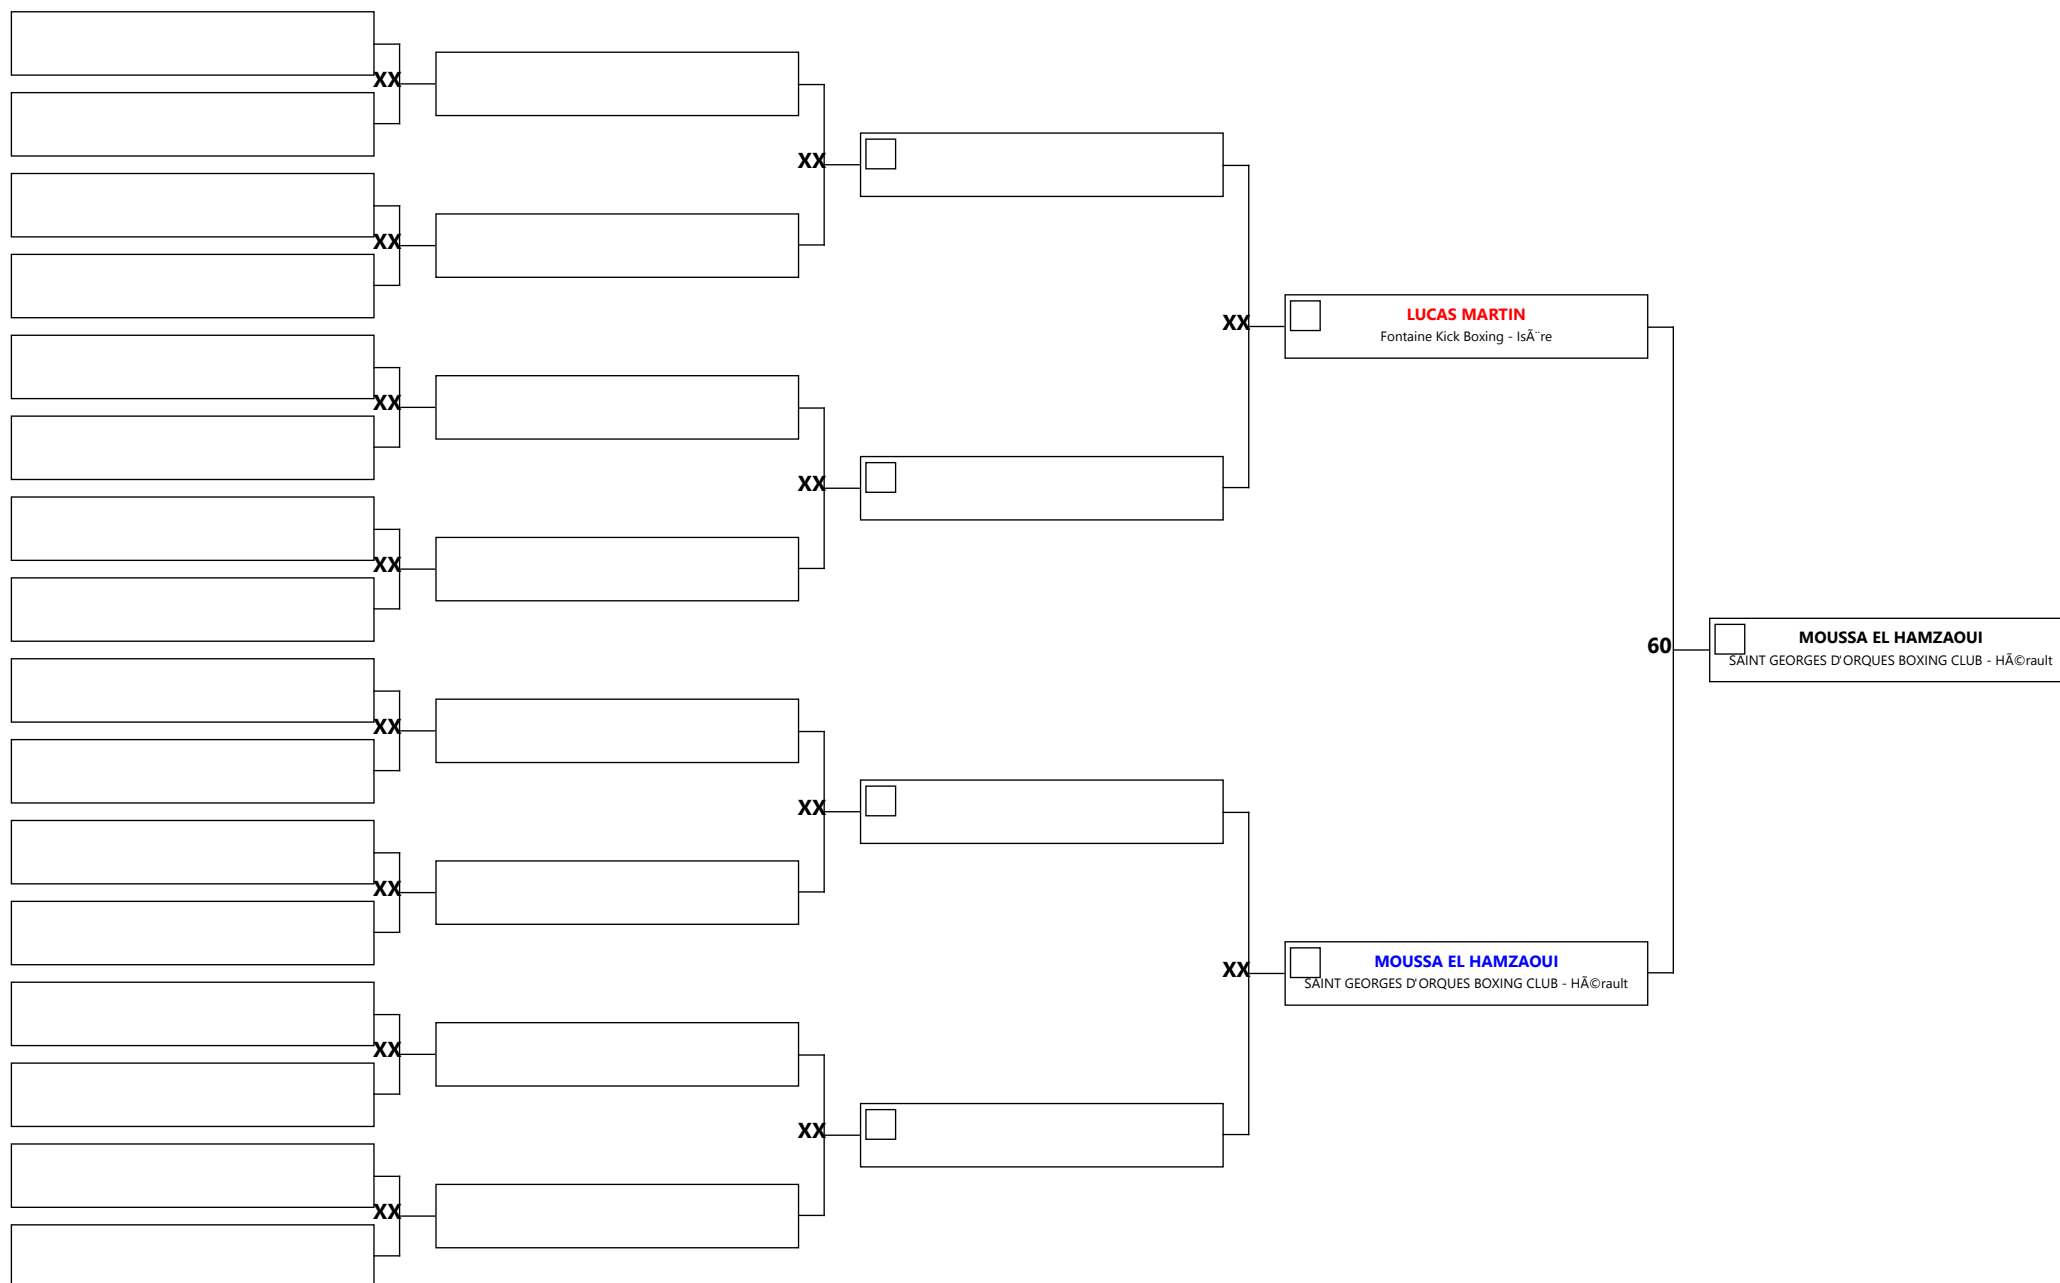 XX
XX
XX
XX
XX
XX
XX
XX
XX
XX
XX
XX
XX
LUCAS MARTIN
Fontaine Kick Boxing - IsÃ¨re
XX
MOUSSA EL HAMZAOUI
SAINT GEORGES D'ORQUES BOXING CLUB - HÃ©rault
60
MOUSSA EL HAMZAOUI
SAINT GEORGES D'ORQUES BOXING CLUB - HÃ©rault